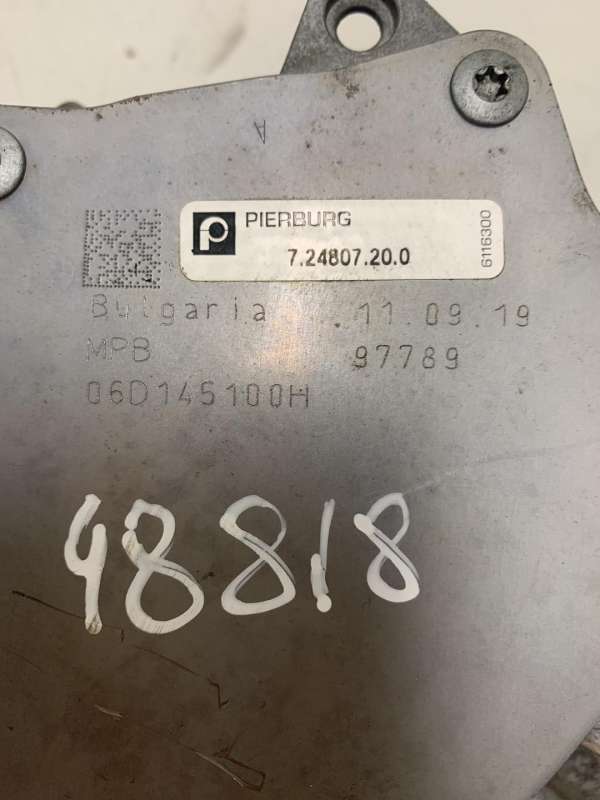 A
PIERBURG
7.24807.20.0
6116300
Bulgaria 11.09.19
MPB 97789
06D145100H
48818